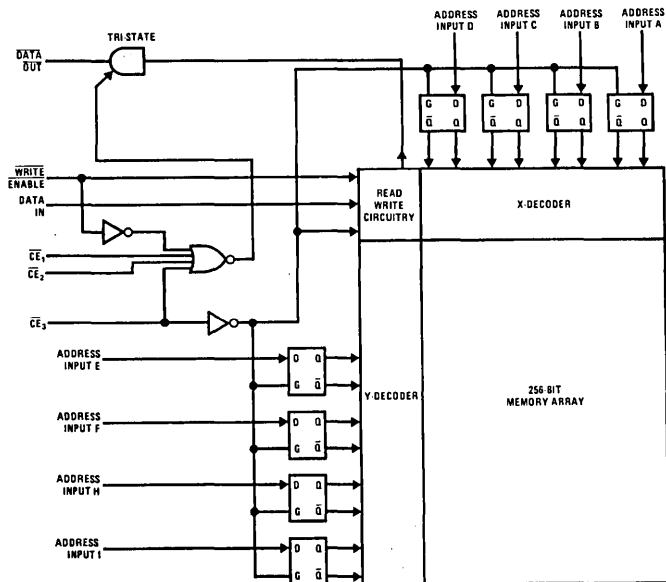 TRI-STATE
DATA
OUT
ADDRESS
INPUT D
ADDRESS
INPUT C
ADDRESS
INPUT B
ADDRESS
INPUT A
G D
Q̅ Q
G D
Q̅ Q
G D
Q̅ Q
G D
Q̅ Q
WRITE
ENABLE
DATA
IN
READ
WRITE
CIRCUITRY
X-DECODER
CE₁
CE₂
CE₃
ADDRESS
INPUT E
D Q
G Q̅
Y-DECODER
256-BIT
MEMORY ARRAY
ADDRESS
INPUT F
D Q
G Q̅
ADDRESS
INPUT H
D Q
G Q̅
ADDRESS
INPUT I
D Q
G Q̅